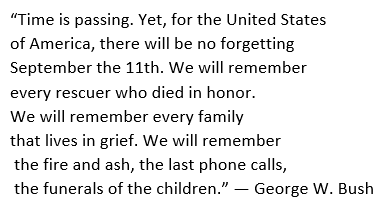 “Time is passing. Yet, for the United States
of America, there will be no forgetting
September the 11th. We will remember
every rescuer who died in honor.
We will remember every family
that lives in grief. We will remember
the fire and ash, the last phone calls,
the funerals of the children.” — George W. Bush